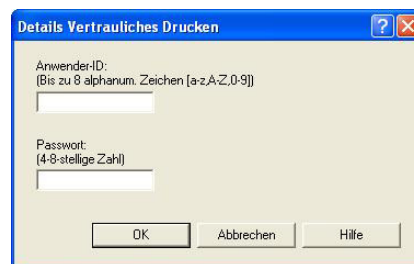 Details Vertrauliches Drucken
Anwender-ID:
(Bis zu 8 alphanum. Zeichen [a-z,A-Z,0-9])
Passwort:
(4-8-stellige Zahl)
OK Abbrechen Hilfe